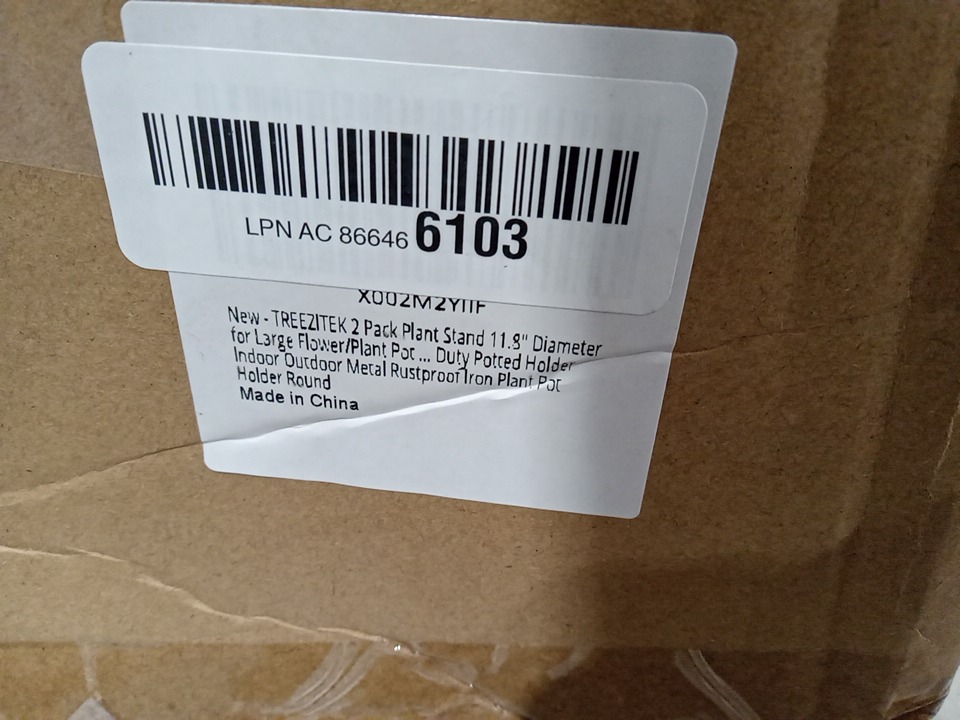 LPN AC 86646 6103
New - TREEZITEK 2 Pack Plant Stand 11.8" Diameter
for Large Flower/Plant Pot ... Duty Potted Holder
Indoor Outdoor Metal Rustproof Iron Plant Pot
Holder Round
Made in China